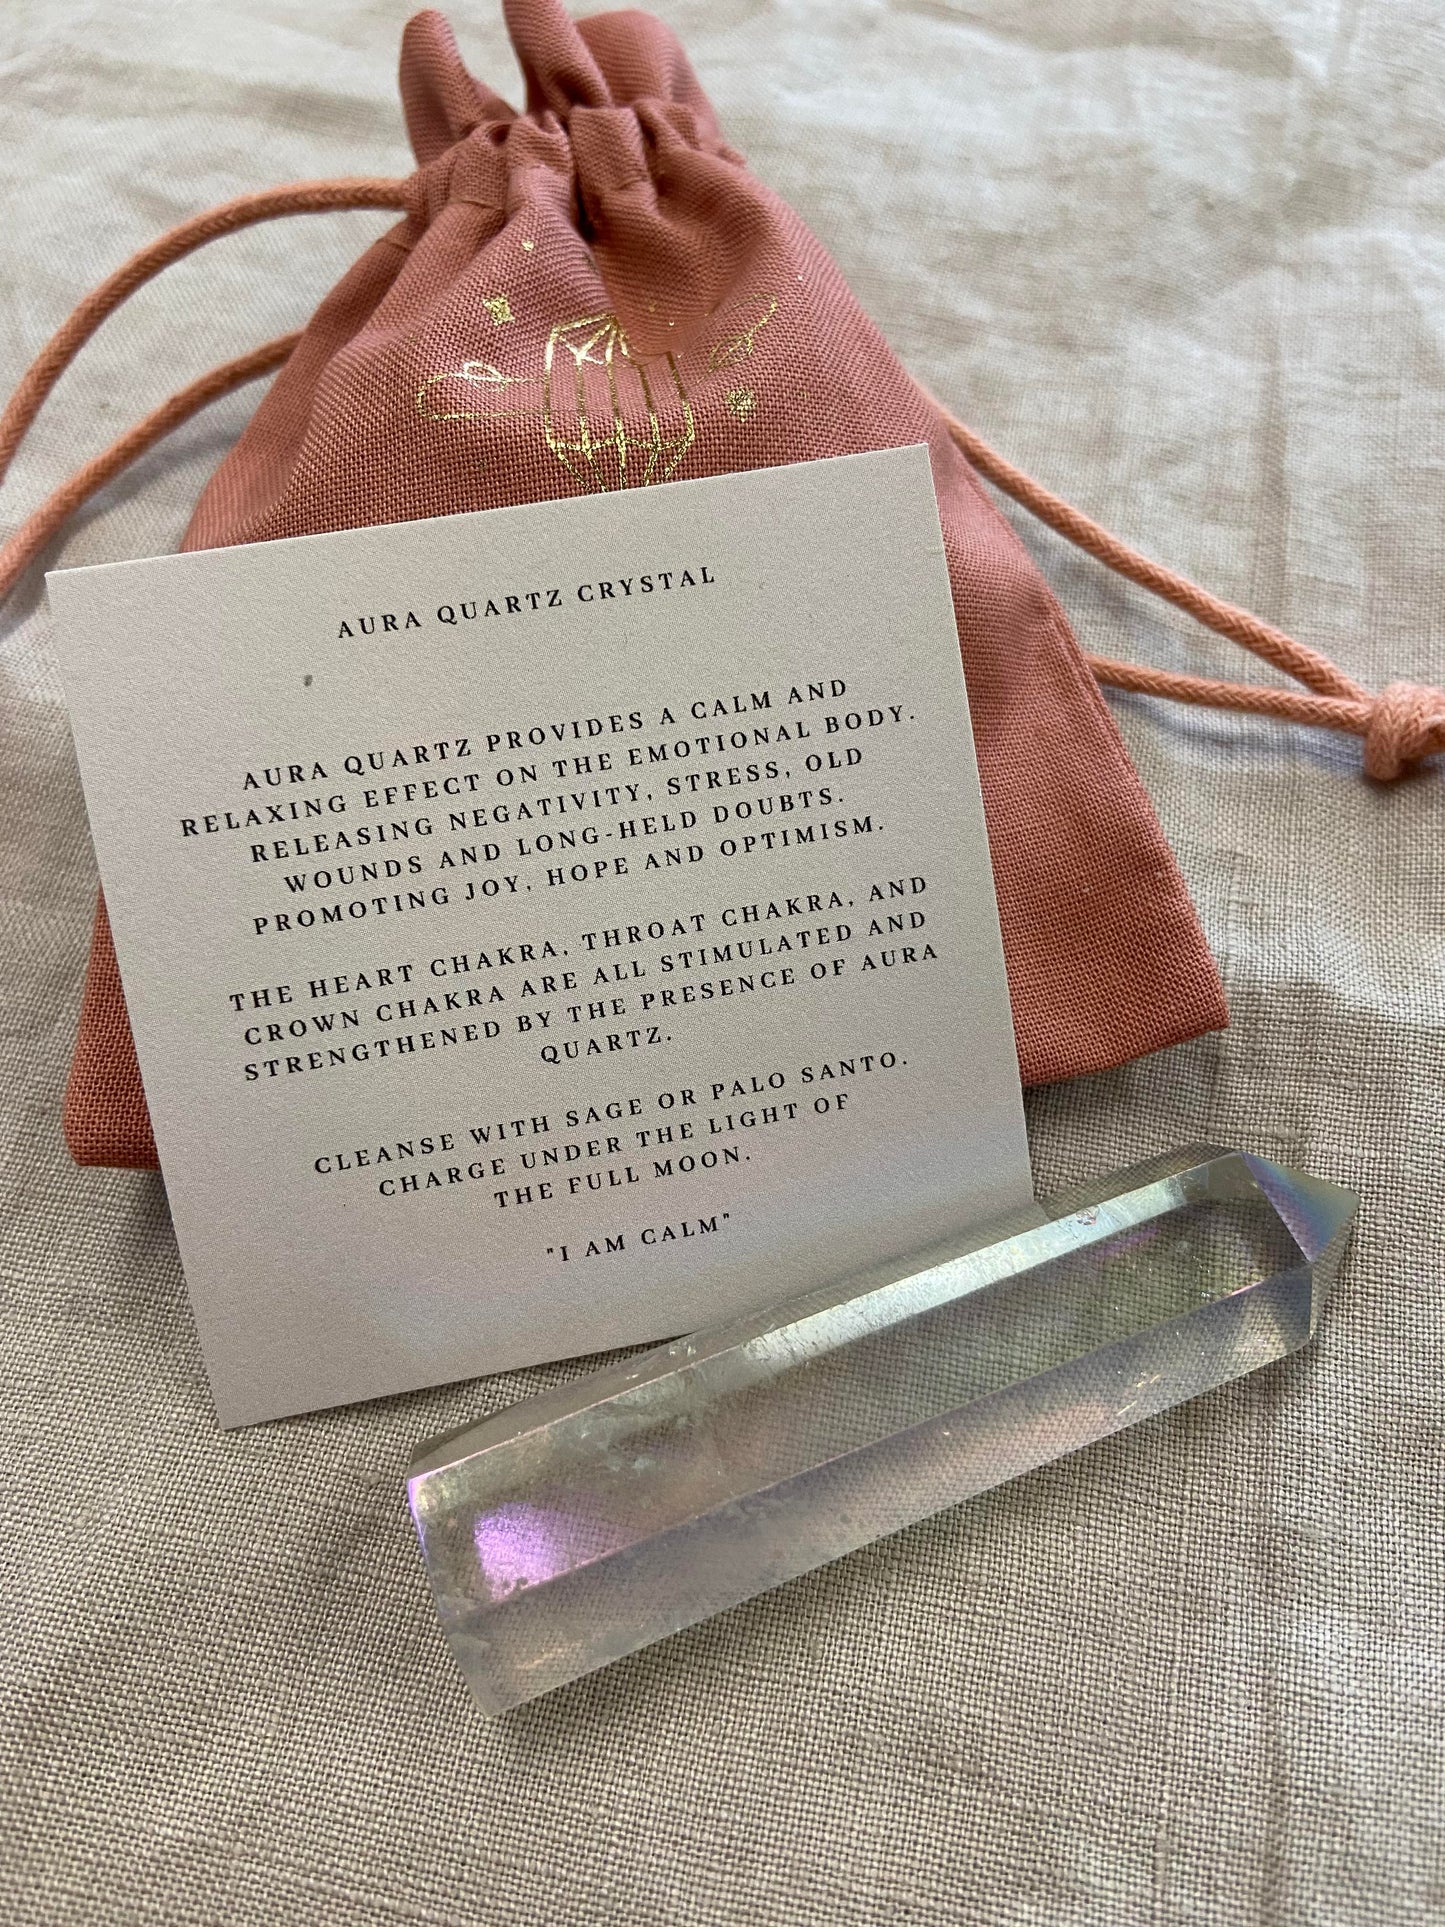 AURA QUARTZ CRYSTAL
AURA QUARTZ PROVIDES A CALM AND
RELAXING EFFECT ON THE EMOTIONAL BODY.
RELEASING NEGATIVITY, STRESS, OLD
WOUNDS AND LONG-HELD DOUBTS.
PROMOTING JOY, HOPE AND OPTIMISM.
THE HEART CHAKRA, THROAT CHAKRA, AND
CROWN CHAKRA ARE ALL STIMULATED AND
STRENGTHENED BY THE PRESENCE OF AURA
QUARTZ.
CLEANSE WITH SAGE OR PALO SANTO.
CHARGE UNDER THE LIGHT OF
THE FULL MOON.
"I AM CALM"